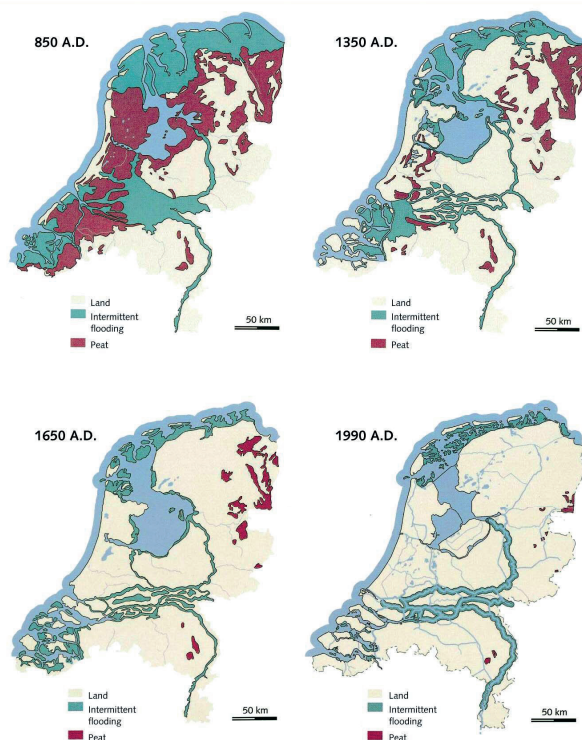 850 A.D.
Land
Intermittent
flooding
Peat
50 km
1350 A.D.
Land
Intermittent
flooding
Peat
50 km
1650 A.D.
Land
Intermittent
flooding
Peat
50 km
1990 A.D.
Land
Intermittent
flooding
Peat
50 km